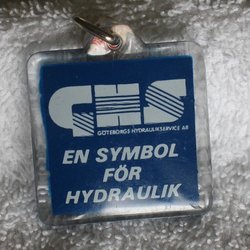 GHS
GÖTEBORGS HYDRAULIKSERVICE AB
EN SYMBOL
FÖR
HYDRAULIK